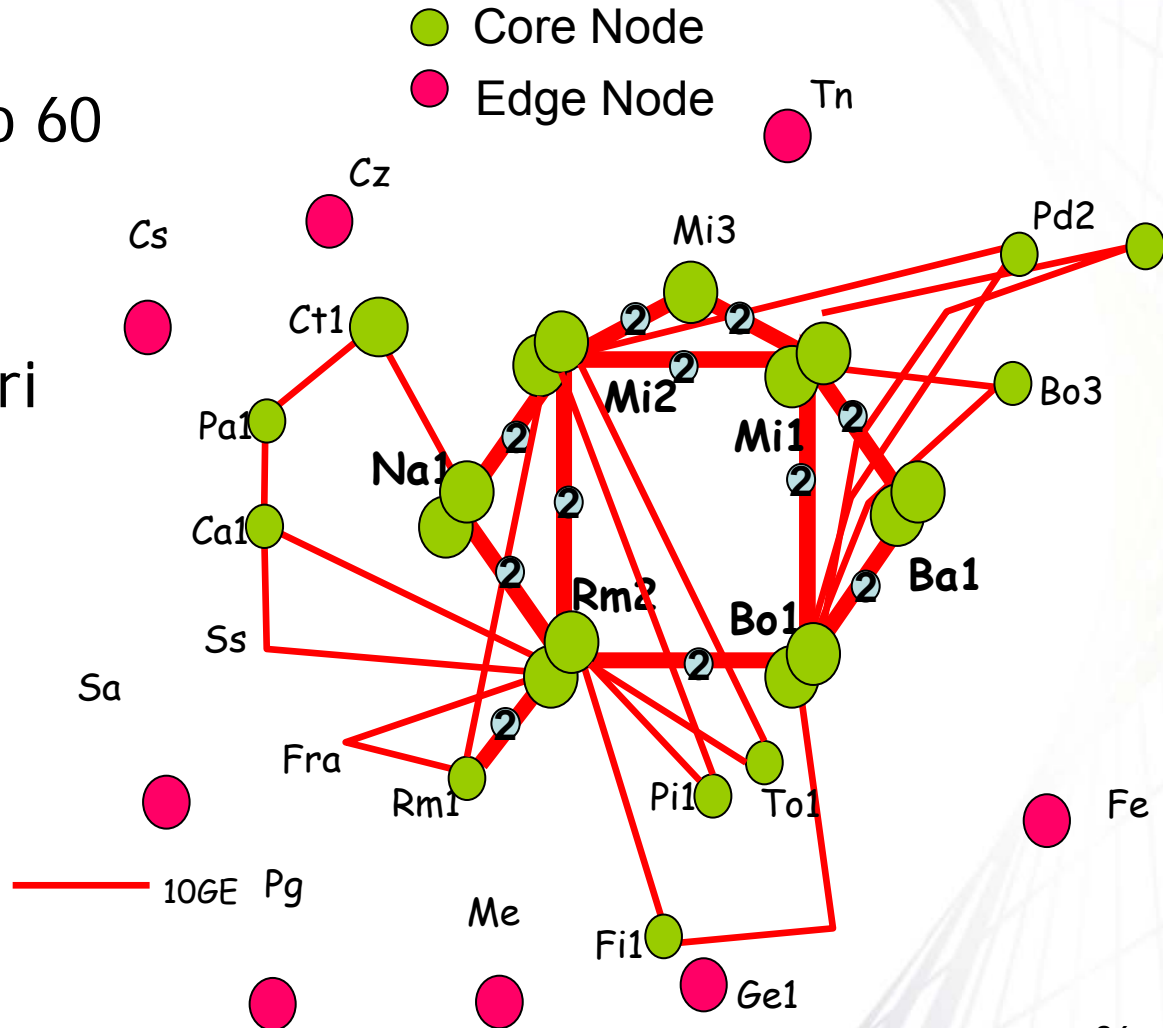 Core Node
Edge Node
Tn
60
Cz
Cs
Pd2
Mi3
Ct1
2
2
ri
2
Mi2
Bo3
Pa1
2
Mi1
2
Na1
2
2
Ca1
2
Ba1
2
Rm2
Bo1
Ss
2
Sa
2
Fra
Rm1
Pi1
To1
Fe
10GE
Pg
Me
Fi1
Ge1